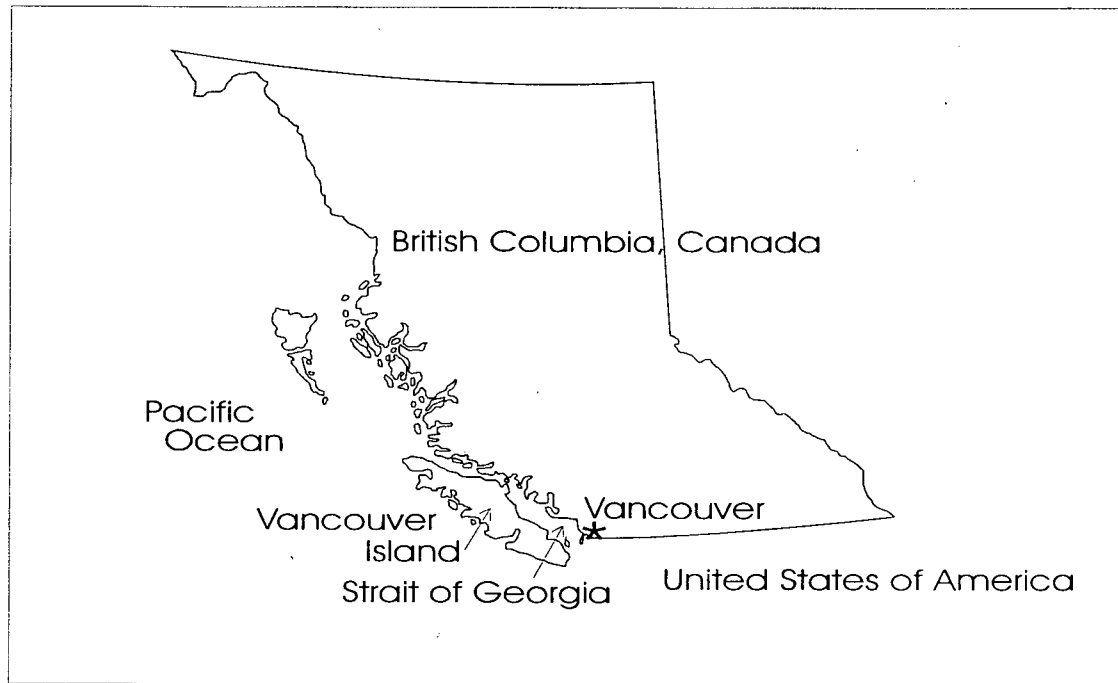 British Columbia, Canada
Pacific
Ocean
Vancouver
Vancouver
Island
Strait of Georgia
United States of America